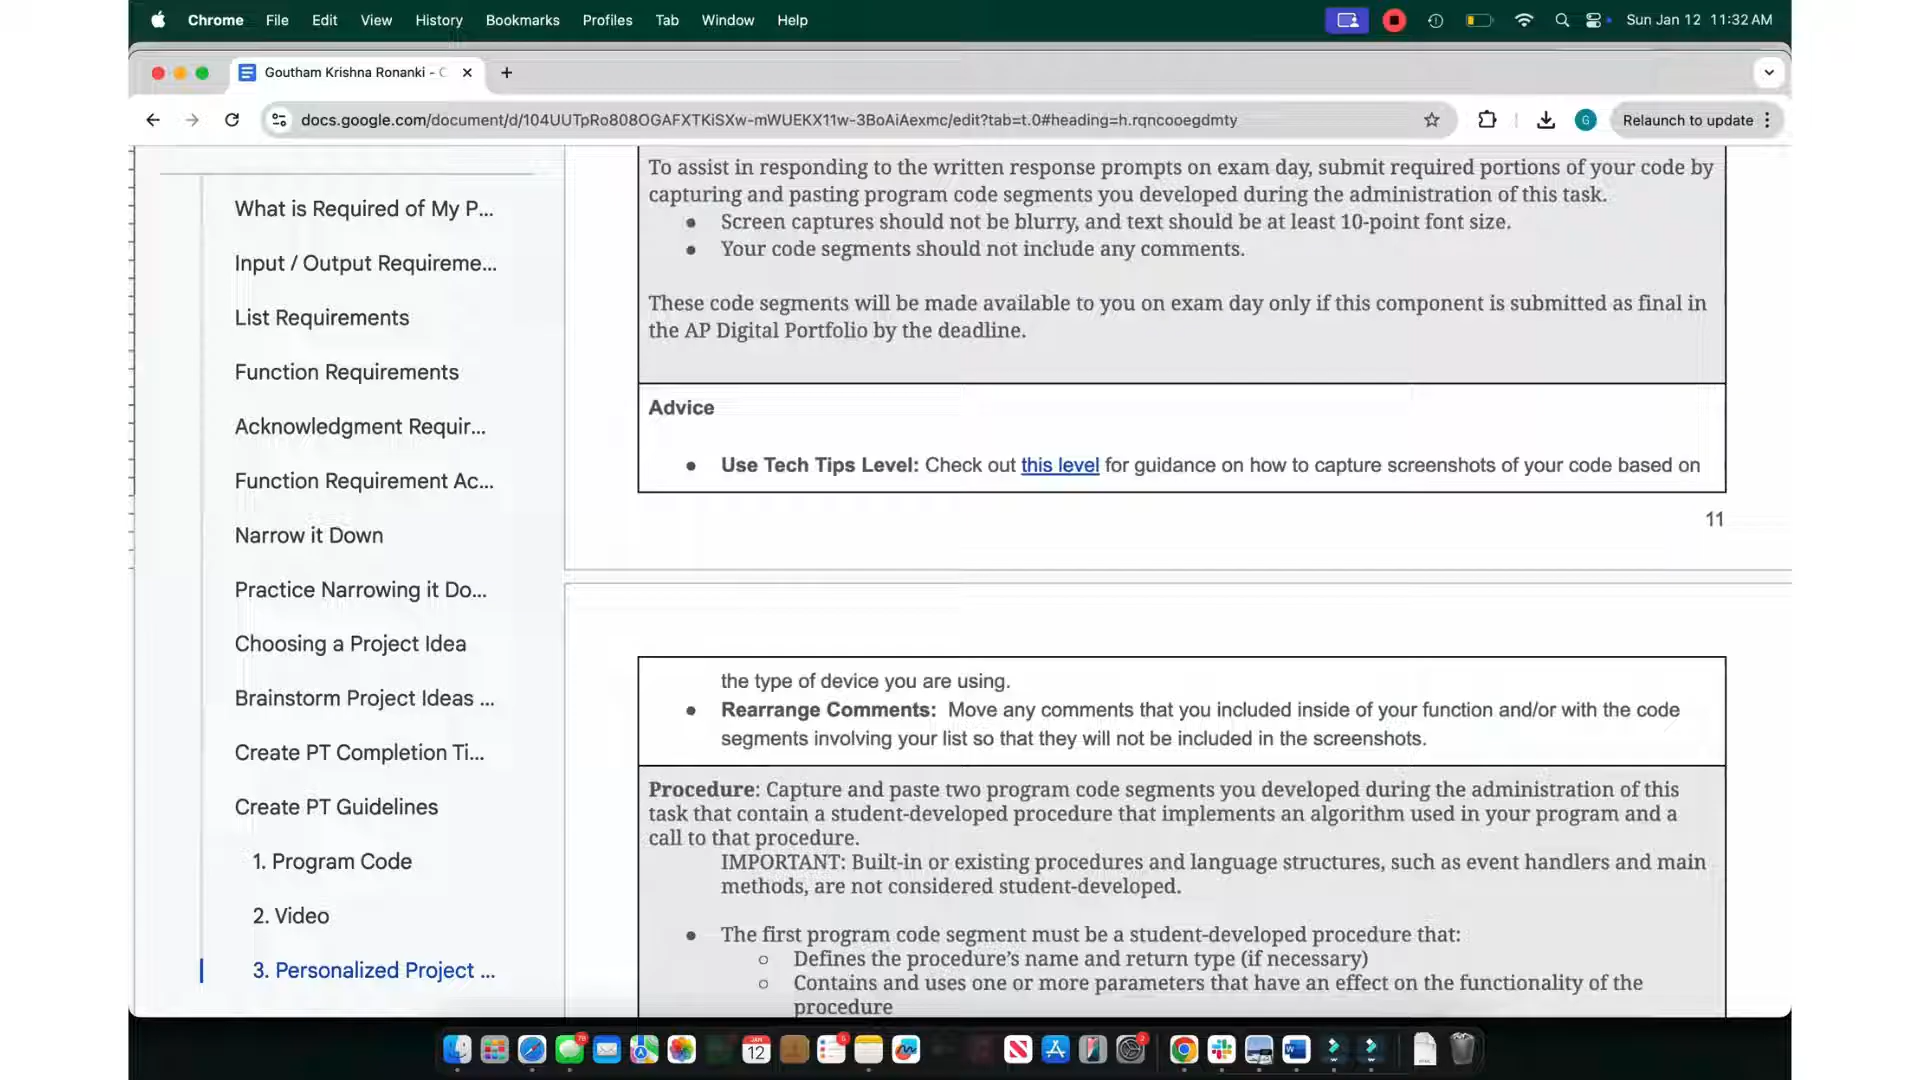 Chrome File Edit View History Bookmarks Profiles Tab Window Help Sun Jan 12 11:32 AM
Goutham Krishna Ronanki -
docs.google.com/document/d/104UUTpRo808OGAFXTKiSXw-mWUEKX11w-3BoAiAexmc/edit?tab=t.0#heading=h.rqncooegdmty G Relaunch to update
What is Required of My P...
Input / Output Requireme...
List Requirements
Function Requirements
Acknowledgment Requir...
Function Requirement Ac...
Narrow it Down
Practice Narrowing it Do...
Choosing a Project Idea
Brainstorm Project Ideas ...
Create PT Completion Ti...
Create PT Guidelines
1. Program Code
2. Video
3. Personalized Project ...
To assist in responding to the written response prompts on exam day, submit required portions of your code by
capturing and pasting program code segments you developed during the administration of this task.
● Screen captures should not be blurry, and text should be at least 10-point font size.
● Your code segments should not include any comments.
These code segments will be made available to you on exam day only if this component is submitted as final in
the AP Digital Portfolio by the deadline.
Advice
● Use Tech Tips Level: Check out this level for guidance on how to capture screenshots of your code based on
11
the type of device you are using.
● Rearrange Comments: Move any comments that you included inside of your function and/or with the code
segments involving your list so that they will not be included in the screenshots.
Procedure: Capture and paste two program code segments you developed during the administration of this
task that contain a student-developed procedure that implements an algorithm used in your program and a
call to that procedure.
IMPORTANT: Built-in or existing procedures and language structures, such as event handlers and main
methods, are not considered student-developed.
● The first program code segment must be a student-developed procedure that:
○ Defines the procedure's name and return type (if necessary)
○ Contains and uses one or more parameters that have an effect on the functionality of the
procedure
JAN
12